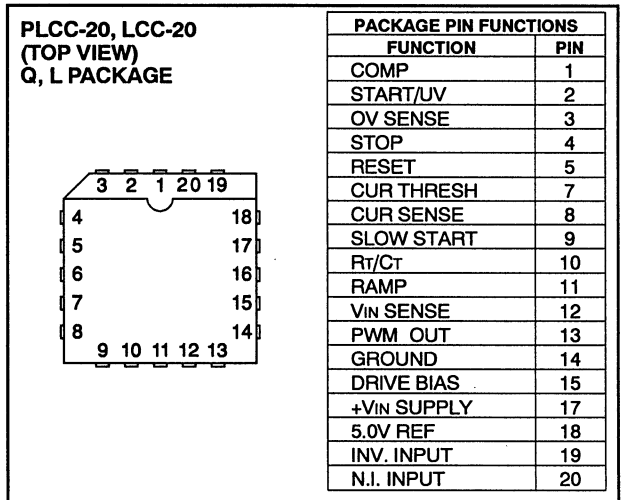 PLCC-20, LCC-20
(TOP VIEW)
Q, L PACKAGE
3 2 1 20 19
4 18
5 17
6 16
7 15
8 14
9 10 11 12 13
PACKAGE PIN FUNCTIONS
FUNCTION PIN
COMP 1
START/UV 2
OV SENSE 3
STOP 4
RESET 5
CUR THRESH 7
CUR SENSE 8
SLOW START 9
RT/CT 10
RAMP 11
VIN SENSE 12
PWM OUT 13
GROUND 14
DRIVE BIAS 15
+VIN SUPPLY 17
5.0V REF 18
INV. INPUT 19
N.I. INPUT 20